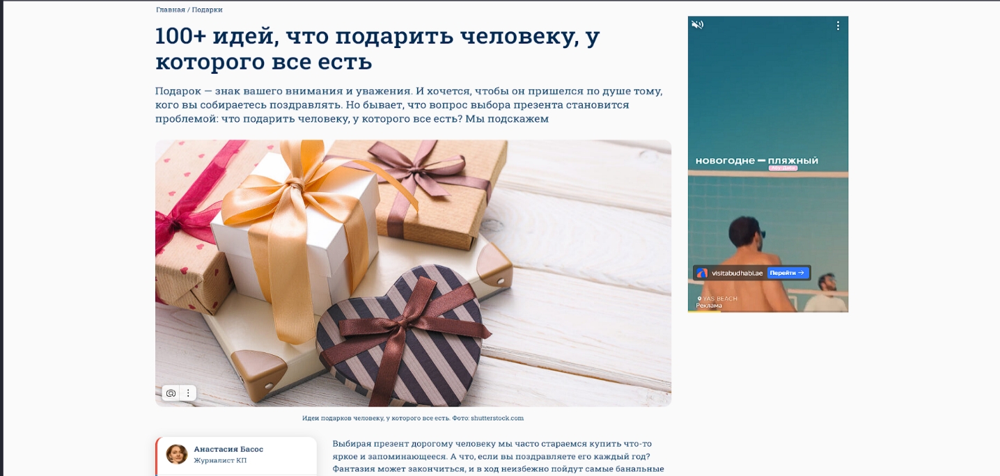 Главная / Подарки
100+ идей, что подарить человеку, у
которого все есть
Подарок — знак вашего внимания и уважения. И хочется, чтобы он пришелся по душе тому,
кого вы собираетесь поздравлять. Но бывает, что вопрос выбора презента становится
проблемой: что подарить человеку, у которого все есть? Мы подскажем
новогодне — пляжный
Абу-Даби
visitabudhabi.ae Перейти →
YAS BEACH
Реклама
Идеи подарков человеку, у которого все есть. Фото: shutterstock.com
Анастасия Басос
Журналист КП
Выбирая презент дорогому человеку мы часто стараемся купить что-то
яркое и запоминающееся. А что, если вы поздравляете его каждый год?
Фантазия может закончиться, и в ход неизбежно пойдут самые банальные